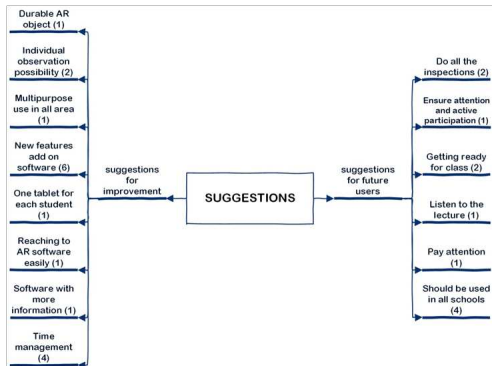 Durable AR
object (1)
Individual
observation
possibility (2)
Multipurpose
use in all area
(1)
New features
add on
software (6)
One tablet for
each student
(1)
Reaching to
AR software
easily (1)
Software with
more
information (1)
Time
management
(4)
suggestions
for
improvement
SUGGESTIONS
suggestions
for future
users
Do all the
inspections (2)
Ensure attention
and active
participation (1)
Getting ready
for class (2)
Listen to the
lecture (1)
Pay attention
(1)
Should be used
in all schools
(4)